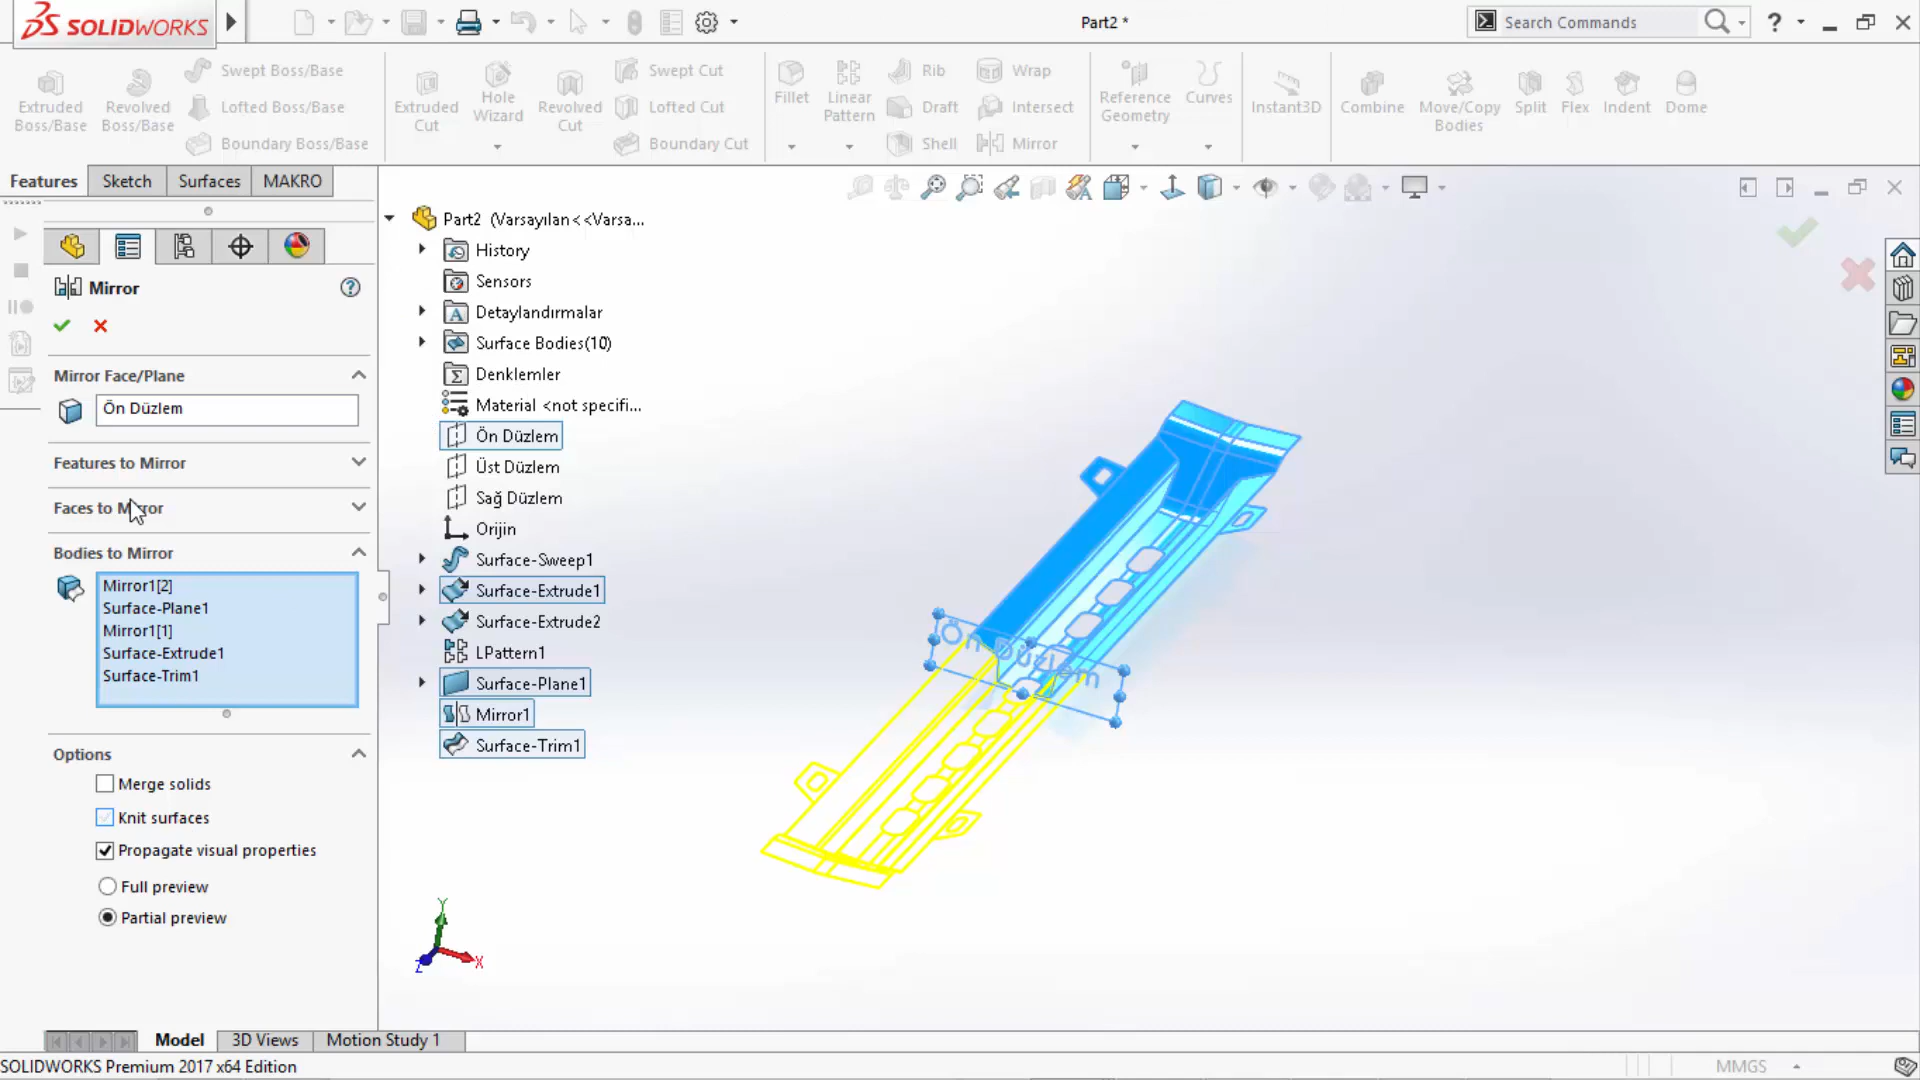 SOLIDWORKS
Part2 *
Search Commands
?
Extruded Boss/Base
Revolved Boss/Base
Swept Boss/Base
Lofted Boss/Base
Boundary Boss/Base
Extruded Cut
Hole Wizard
Revolved Cut
Swept Cut
Lofted Cut
Boundary Cut
Fillet
Linear Pattern
Rib
Draft
Shell
Wrap
Intersect
Mirror
Reference Geometry
Curves
Instant3D
Combine
Move/Copy Bodies
Split
Flex
Indent
Dome
Features
Sketch
Surfaces
MAKRO
Mirror
Mirror Face/Plane
Ön Düzlem
Features to Mirror
Faces to Mirror
Bodies to Mirror
Mirror1[2]
Surface-Plane1
Mirror1[1]
Surface-Extrude1
Surface-Trim1
Options
Merge solids
Knit surfaces
Propagate visual properties
Full preview
Partial preview
Part2 (Varsayılan<<Varsa...
History
Sensors
Detaylandırmalar
Surface Bodies(10)
Denklemler
Material <not specifi...
Ön Düzlem
Üst Düzlem
Sağ Düzlem
Orijin
Surface-Sweep1
Surface-Extrude1
Surface-Extrude2
LPattern1
Surface-Plane1
Mirror1
Surface-Trim1
Ön Düzlem
Y
X
Z
Model
3D Views
Motion Study 1
SOLIDWORKS Premium 2017 x64 Edition
MMGS